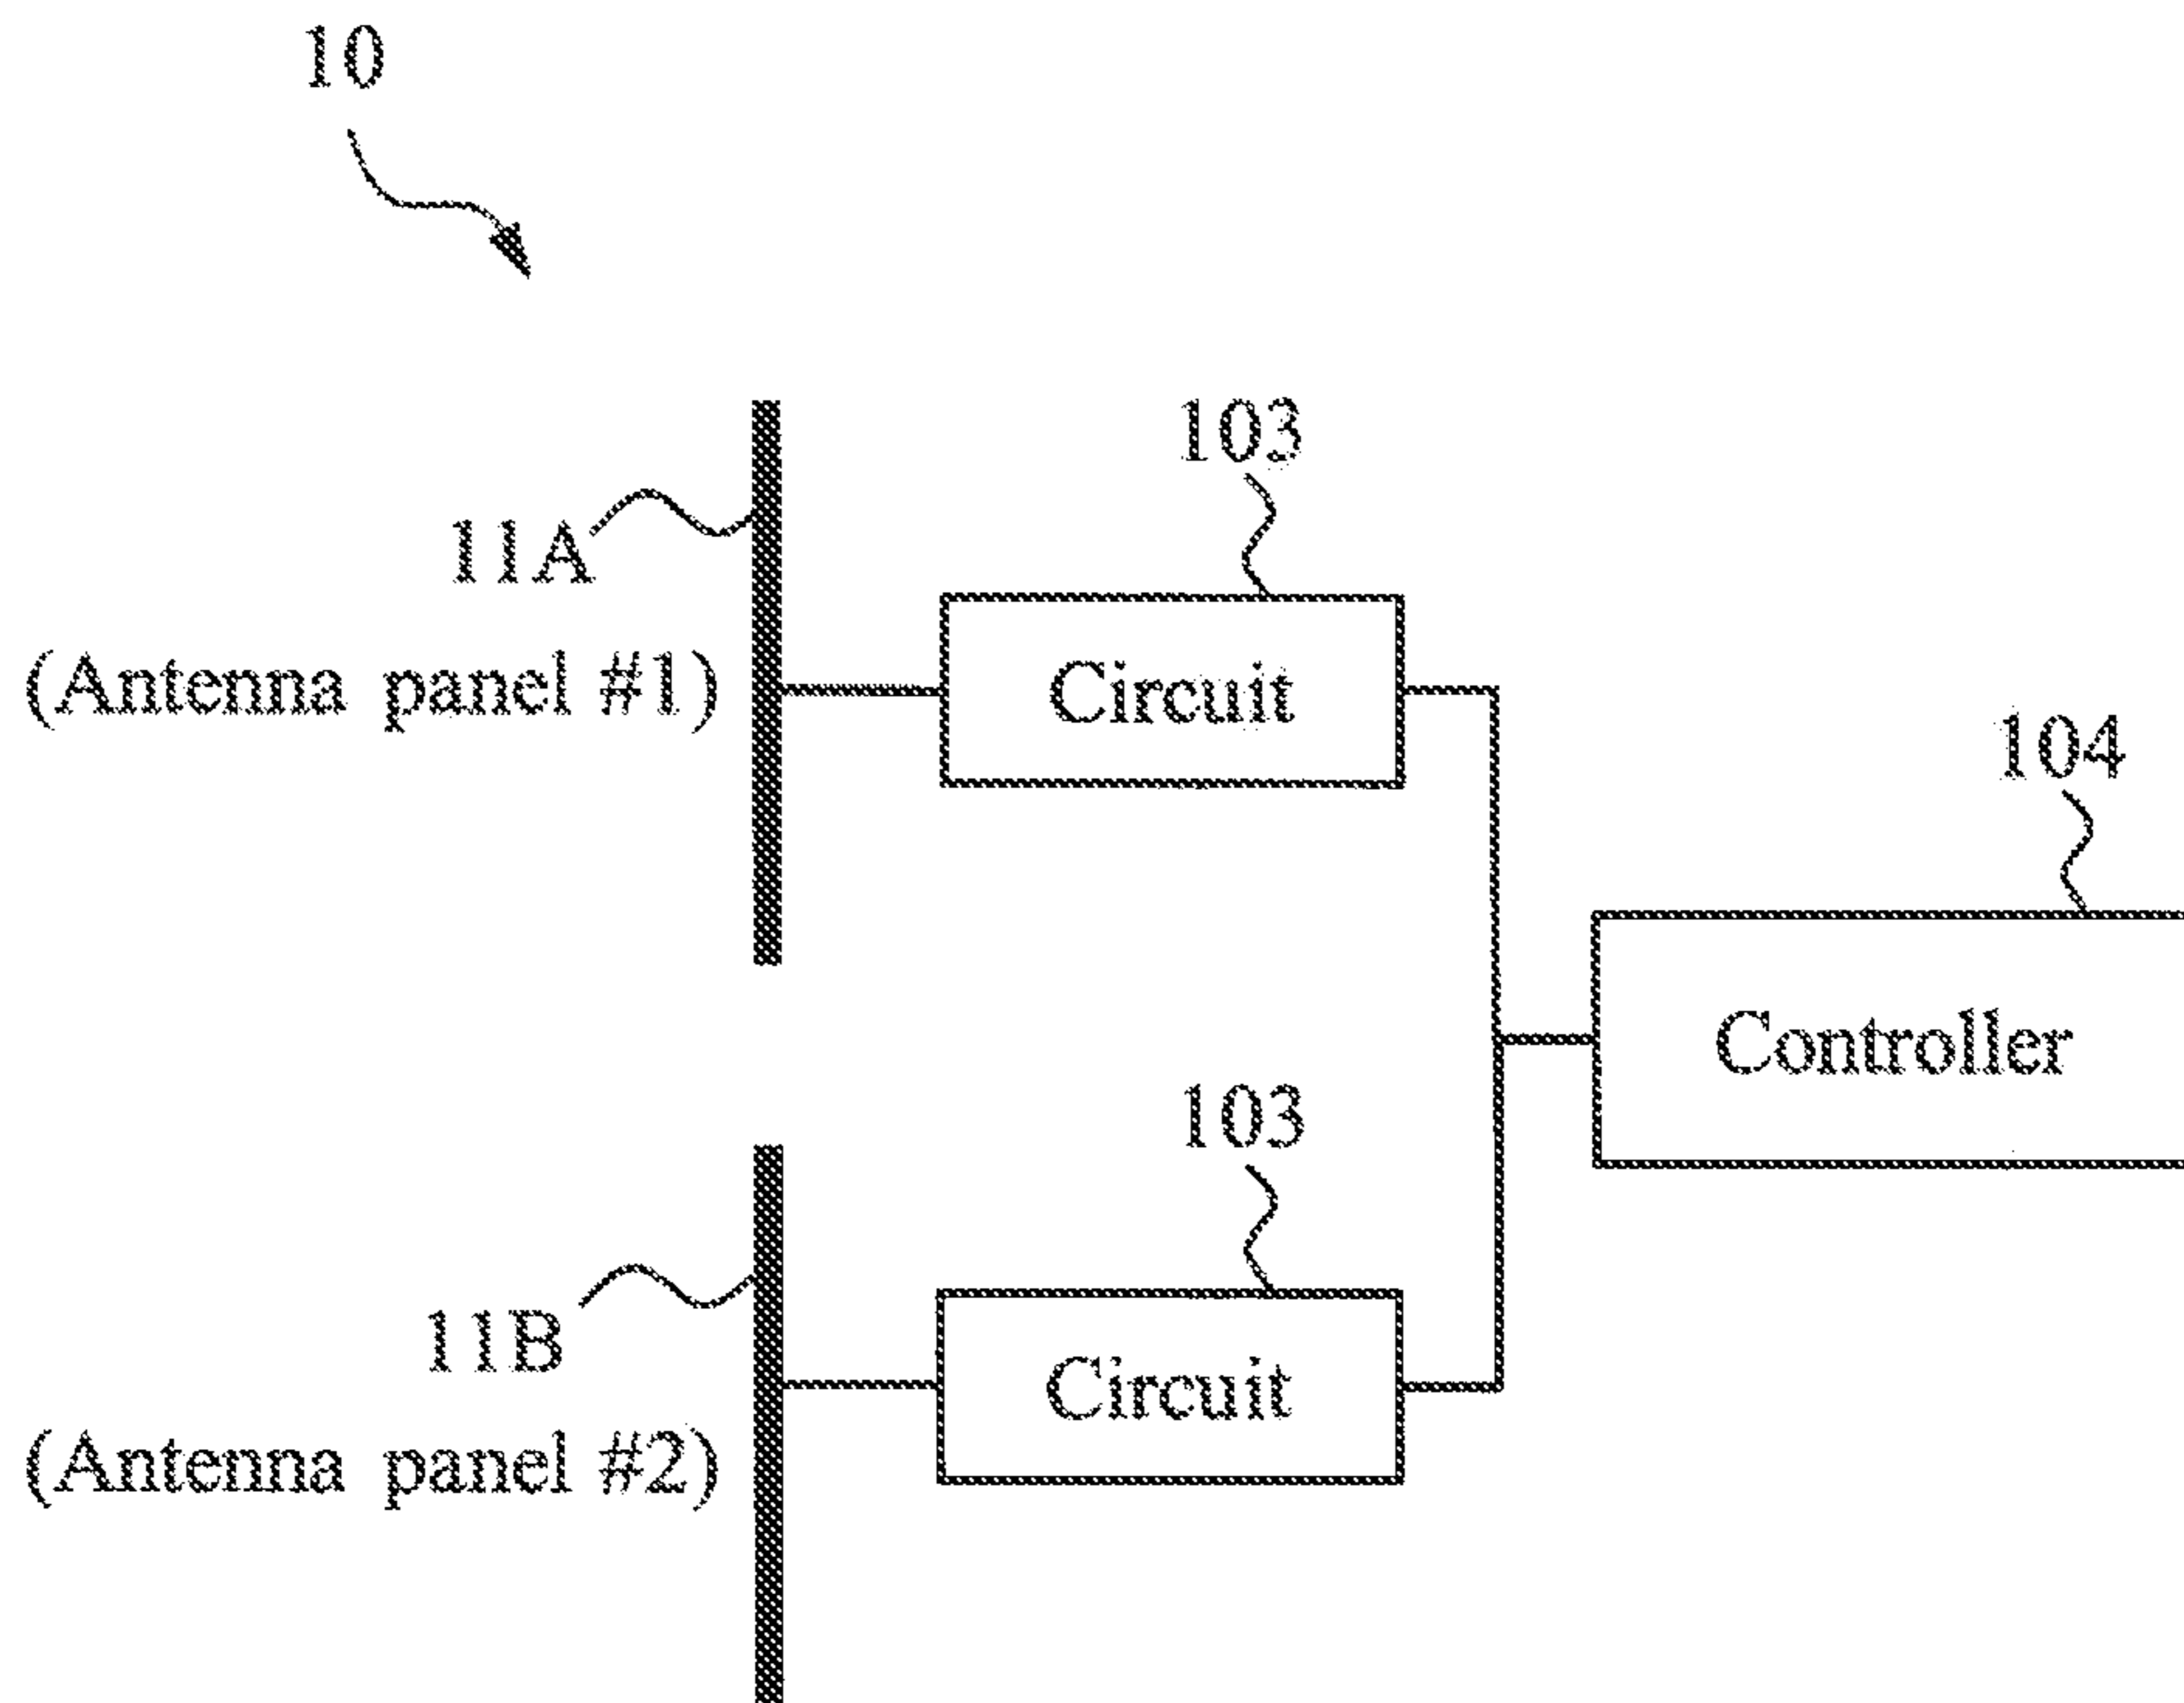 10
103
11A
Circuit
(Antenna panel #1)
104
Controller
103
11B
Circuit
(Antenna panel #2)